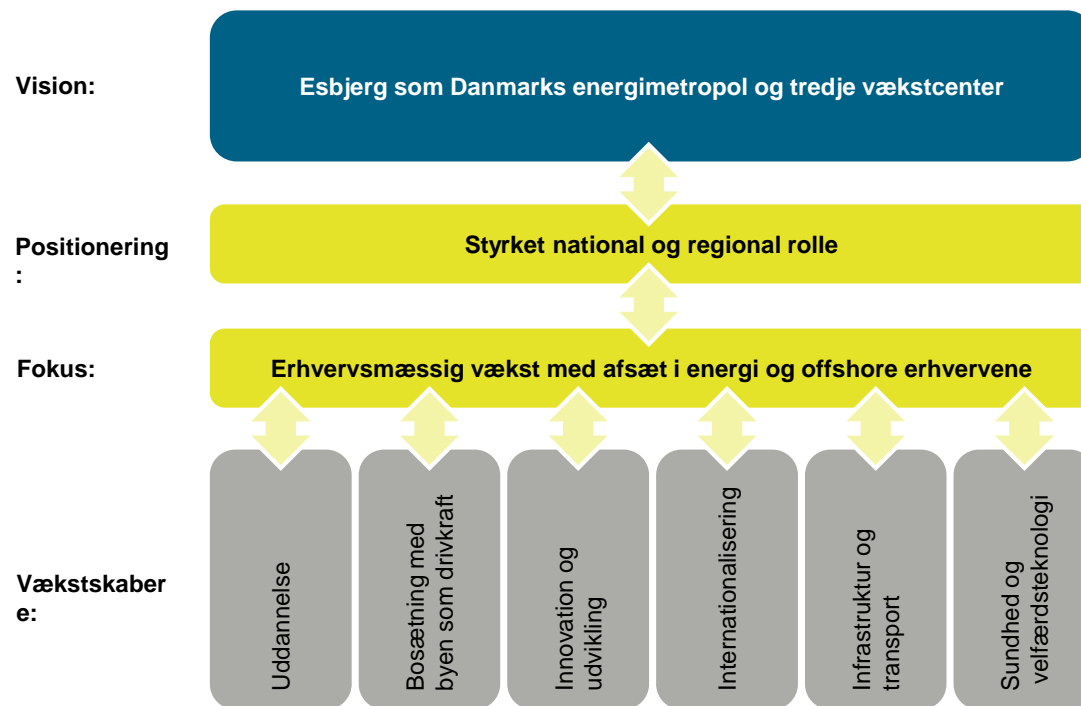 Vision:
Esbjerg som Danmarks energimetropol og tredje vækstcenter
Positionering
:
Styrket national og regional rolle
Fokus:
Erhvervsmæssig vækst med afsæt i energi og offshore erhvervene
Vækstskaber
e:
Uddannelse
Bosætning med
byen som drivkraft
Innovation og
udvikling
Internationalisering
Infrastruktur og
transport
Sundhed og
velfærdsteknologi